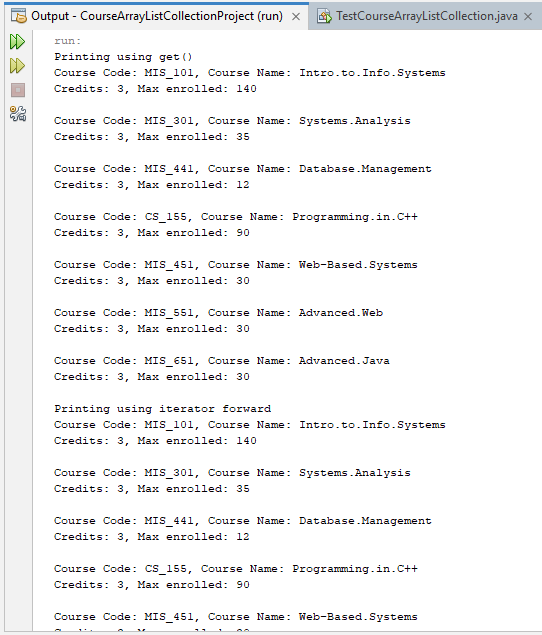 Output - CourseArrayListCollectionProject (run) ×
TestCourseArrayListCollection.java ×
run:
Printing using get()
Course Code: MIS_101, Course Name: Intro.to.Info.Systems
Credits: 3, Max enrolled: 140
Course Code: MIS_301, Course Name: Systems.Analysis
Credits: 3, Max enrolled: 35
Course Code: MIS_441, Course Name: Database.Management
Credits: 3, Max enrolled: 12
Course Code: CS_155, Course Name: Programming.in.C++
Credits: 3, Max enrolled: 90
Course Code: MIS_451, Course Name: Web-Based.Systems
Credits: 3, Max enrolled: 30
Course Code: MIS_551, Course Name: Advanced.Web
Credits: 3, Max enrolled: 30
Course Code: MIS_651, Course Name: Advanced.Java
Credits: 3, Max enrolled: 30
Printing using iterator forward
Course Code: MIS_101, Course Name: Intro.to.Info.Systems
Credits: 3, Max enrolled: 140
Course Code: MIS_301, Course Name: Systems.Analysis
Credits: 3, Max enrolled: 35
Course Code: MIS_441, Course Name: Database.Management
Credits: 3, Max enrolled: 12
Course Code: CS_155, Course Name: Programming.in.C++
Credits: 3, Max enrolled: 90
Course Code: MIS_451, Course Name: Web-Based.Systems